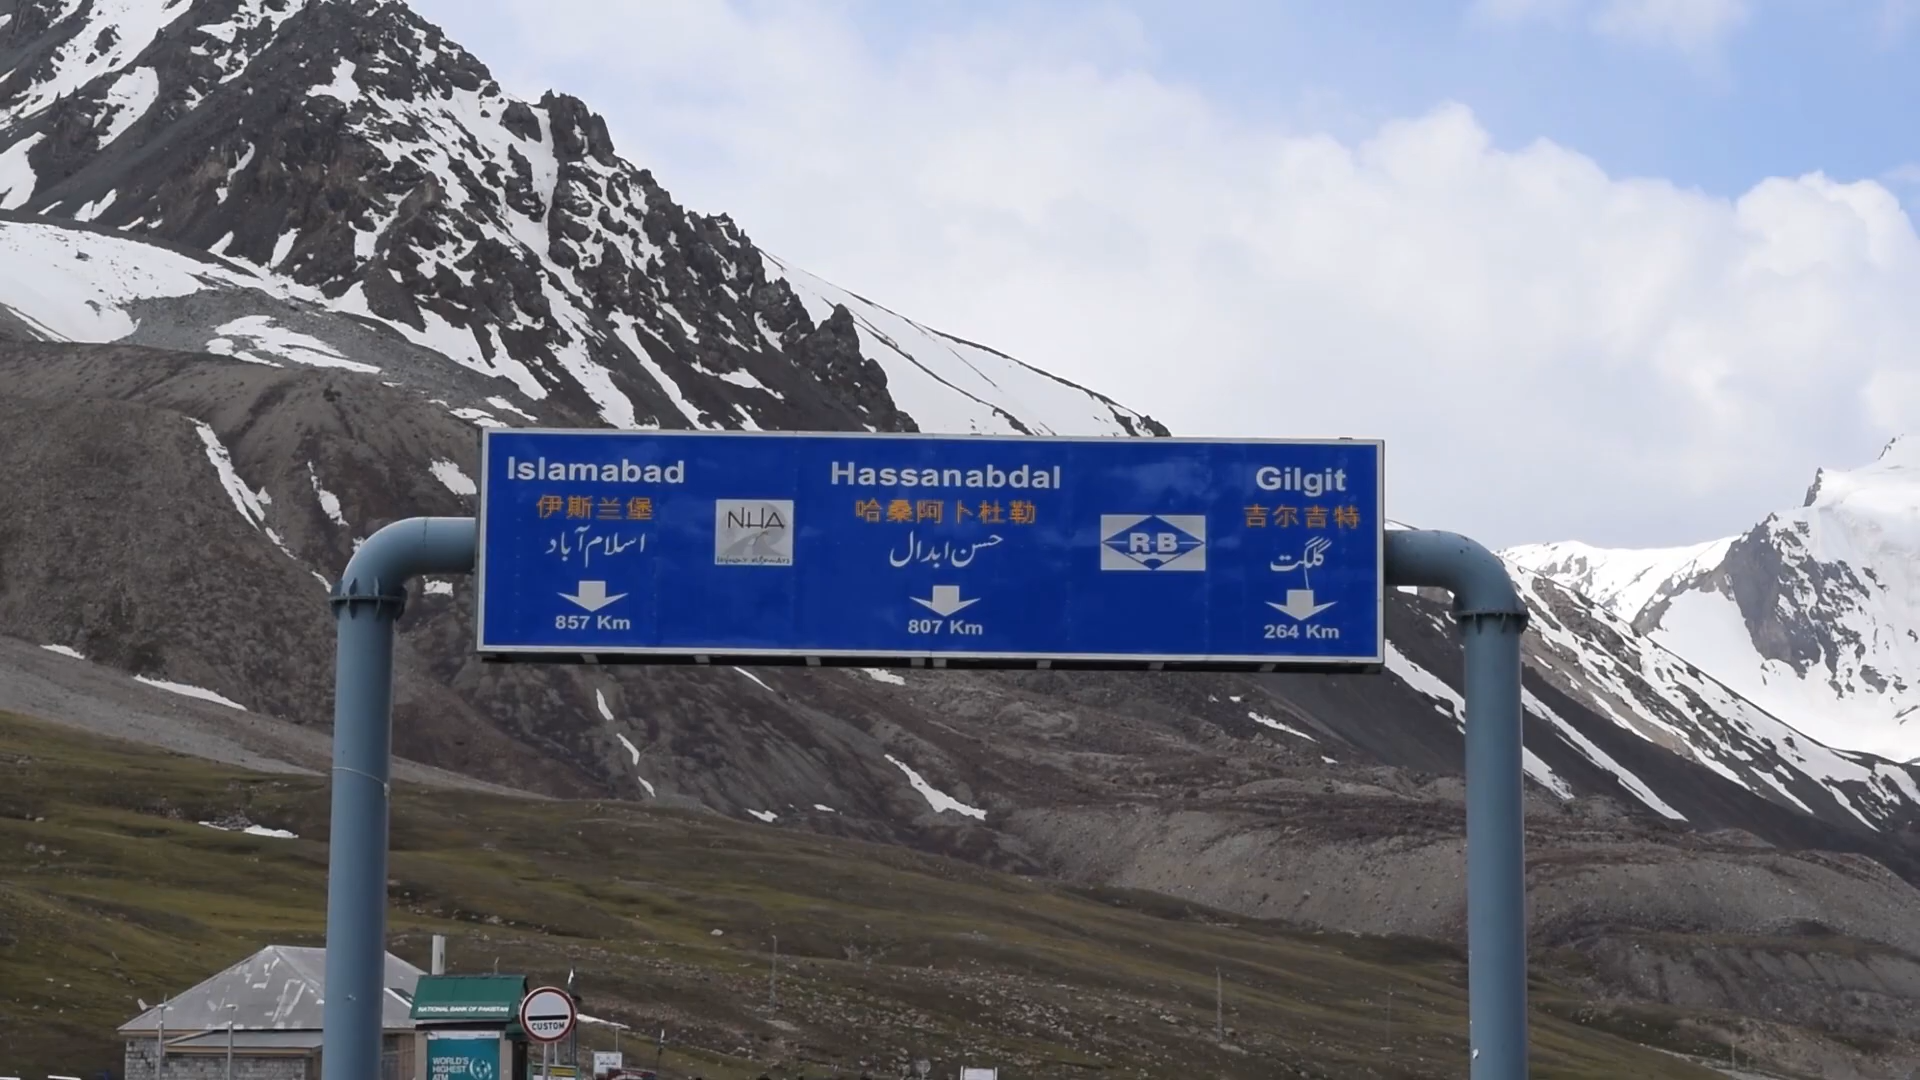 Islamabad
伊斯兰堡
اسلام آباد
857 Km
NHA
Hassanabdal
哈桑阿卜杜勒
حسن ابدال
807 Km
R-B
Gilgit
吉尔吉特
گلگت
264 Km
NATIONAL BANK OF PAKISTAN
CUSTOM
WORLD'S
HIGHEST
ATM